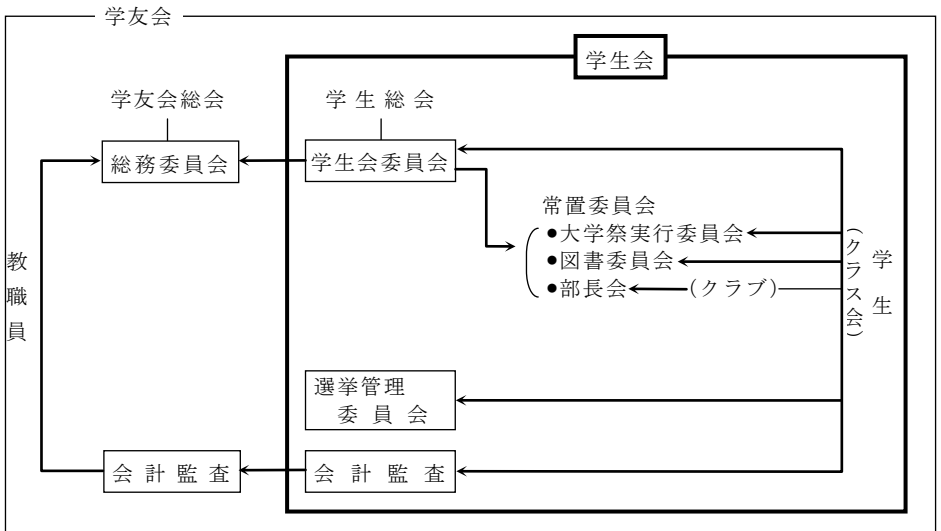 学友会
学生会
学友会総会
学生総会
総務委員会
学生会委員会
常置委員会
●大学祭実行委員会
●図書委員会
●部長会
(クラブ)
(クラス会)
学生
教職員
選挙管理
委員会
会計監査
会計監査